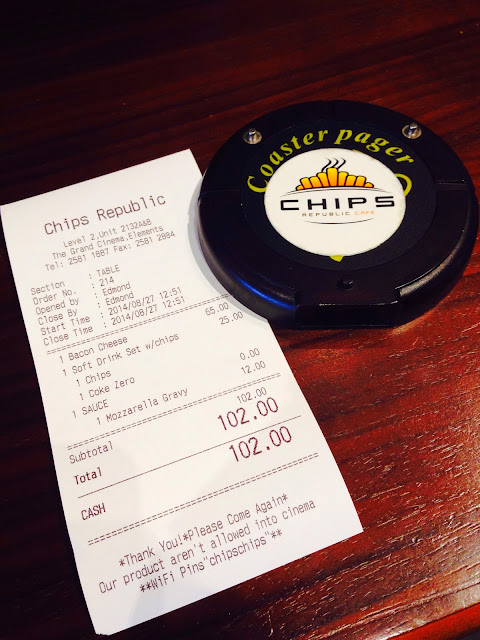 Chips Republic
Level 2,Unit 2132A&B
The Grand Cinema,Elements
Tel: 2581 1887 Fax: 2581 2084
Section : TABLE
Order No. : 214
Opened by : Edmond
Close By : Edmond
Start Time : 2014/08/27 12:51
Close Time : 2014/08/27 12:51
1 Bacon Cheese 65.00
1 Soft Drink Set w/chips 25.00
1 Chips
1 Coke Zero 0.00
1 SAUCE 12.00
1 Mozzarella Gravy
Subtotal 102.00
Total 102.00
CASH 102.00
*Thank You!*Please Come Again*
Our product aren't allowed into cinema
**WiFi Pins"chipschips"**
Coaster pager
CHIPS
REPUBLIC CAFE